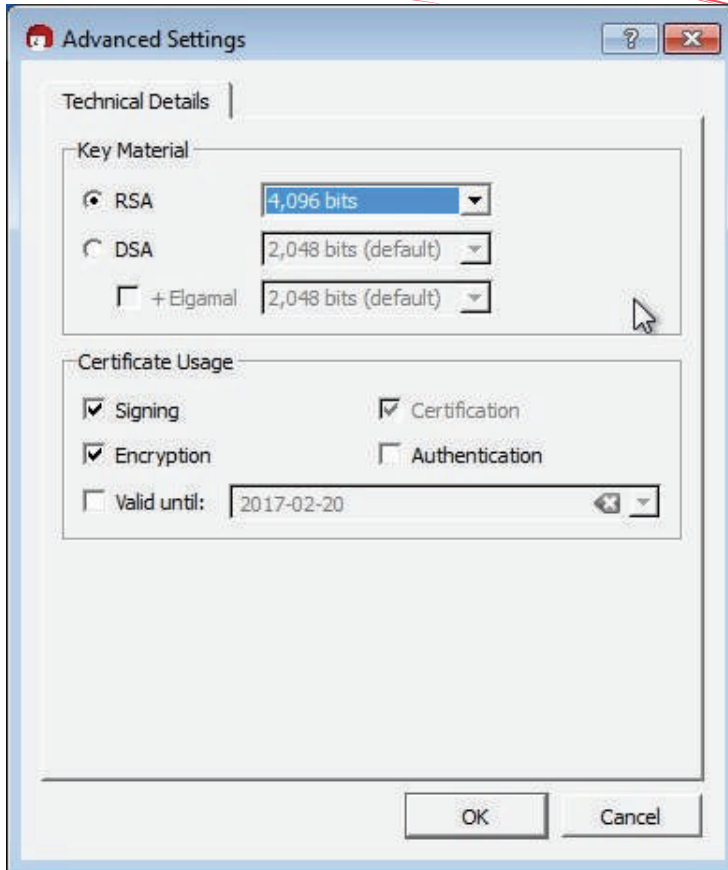 Advanced Settings
Technical Details
Key Material
RSA 4,096 bits
DSA 2,048 bits (default)
+Elgamal 2,048 bits (default)
Certificate Usage
Signing Certification
Encryption Authentication
Valid until: 2017-02-20
OK Cancel